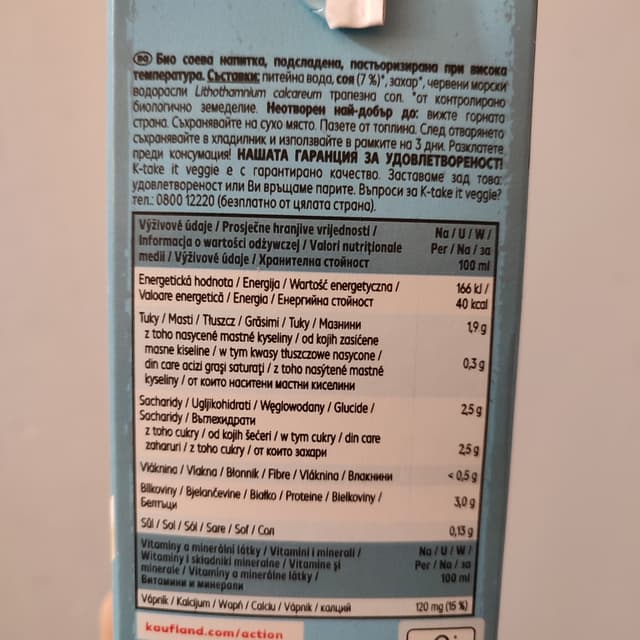 BG Био соева напитка, подсладена, пастьоризирана при висока
температура. Съставки: питейна вода, соя (7 %)*, захар*, червени морски
водорасли Lithothamnium calcareum трапезна сол. *от контролирано
биологично земеделие. Неотворен най-добър до: вижте горната
страна. Съхранявайте на сухо място. Пазете от топлина. След отварянето
съхранявайте в хладилник и използвайте в рамките на 3 дни. Разклатете
преди консумация! НАШАТА ГАРАНЦИЯ ЗА УДОВЛЕТВОРЕНОСТ!
K-take it veggie е с гарантирано качество. Заставаме зад това:
удовлетвореност или Ви връщаме парите. Въпроси за K-take it veggie?
тел.: 0800 12220 (безплатно от цялата страна).
Výživové údaje / Prosječne hranjive vrijednosti / Na / U / W /
Informacja o wartości odżywczej / Valori nutriţionale Per / Na / за
medii / Výživové údaje / Хранителна стойност 100 ml
Energetická hodnota / Energija / Wartość energetyczna / 166 kJ /
Valoare energetică / Energia / Енергийна стойност 40 kcal
Tuky / Masti / Tłuszcz / Grăsimi / Tuky / Мазнини 1,9 g
z toho nasycené mastné kyseliny / od kojih zasićene
masne kiseline / w tym kwasy tłuszczowe nasycone /
din care acizi graşi saturaţi / z toho nasýtené mastné 0,3 g
kyseliny / от които наситени мастни киселини
Sacharidy / Ugljikohidrati / Węglowodany / Glucide / 2,5 g
Sacharidy / Въглехидрати
z toho cukry / od kojih šećeri / w tym cukry / din care
zaharuri / z toho cukry / от които захари 2,5 g
Vláknina / Vlakna / Błonnik / Fibre / Vláknina / Влакнини < 0,5 g
Bílkoviny / Bjelančevine / Białko / Proteine / Bielkoviny / 3,0 g
Белтъци
Sůl / Sol / Sól / Sare / Soľ / Сол 0,13 g
Vitaminy a minerální látky / Vitamini i minerali / Na / U / W /
Witaminy i składniki mineralne / Vitamine şi Per / Na / за
minerale / Vitamíny a minerálne látky / 100 ml
Витамини и минерали
Vápník / Kalcijum / Wapń / Calciu / Vápnik / калций 120 mg (15 %)
kaufland.com/action